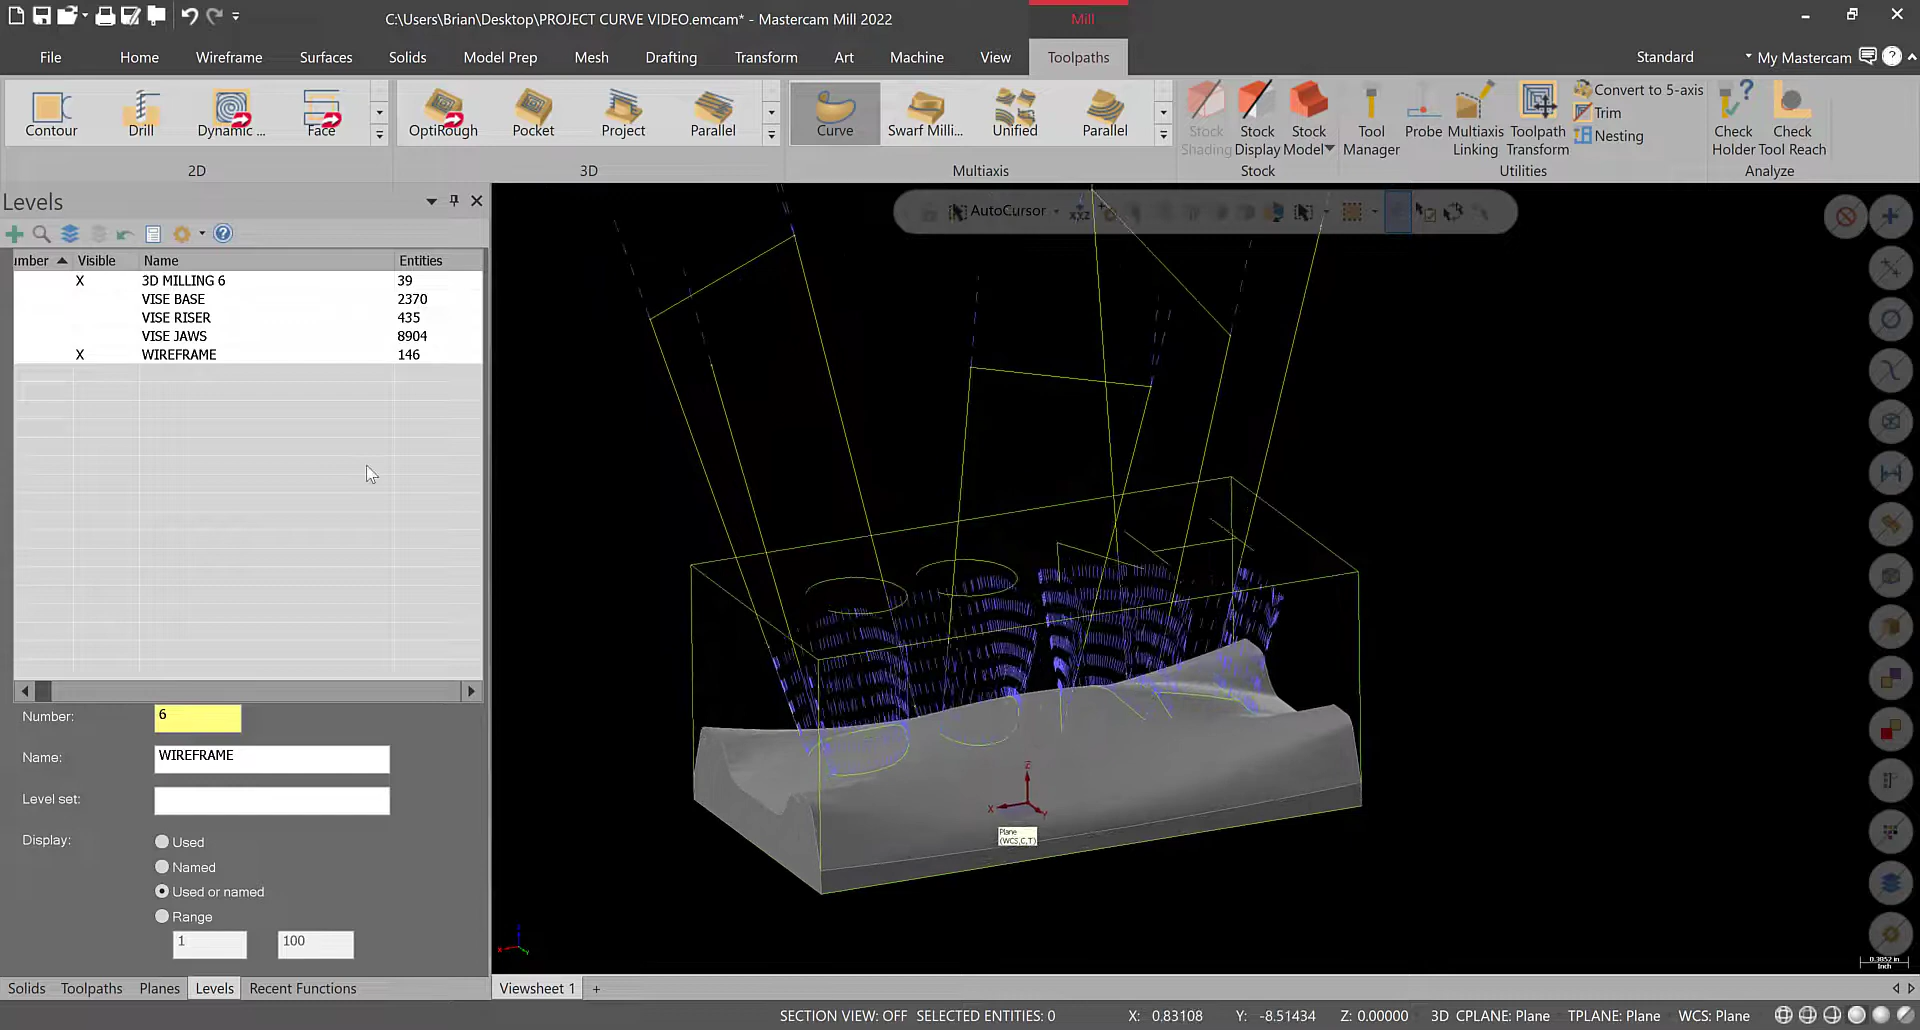 C:\Users\Brian\Desktop\PROJECT CURVE VIDEO.emcam* - Mastercam Mill 2022
Mill
File Home Wireframe Surfaces Solids Model Prep Mesh Drafting Transform Art Machine View Toolpaths
Standard My Mastercam
Contour Drill Dynamic ... Face
2D
OptiRough Pocket Project Parallel
3D
Curve Swarf Milli... Unified Parallel
Multiaxis
Stock Shading Stock Display Stock Model
Stock
Tool Manager Probe Multiaxis Linking Toolpath Transform
Convert to 5-axis
Trim
Nesting
Utilities
Check Holder Check Tool Reach
Analyze
Levels
AutoCursor
umber Visible Name Entities
X 3D MILLING 6 39
VISE BASE 2370
VISE RISER 435
VISE JAWS 8904
X WIREFRAME 146
Number: 6
Name: WIREFRAME
Level set:
Display: Used
Named
Used or named
Range
1 100
Z
X
Y
Plane
(WCS,C,T)
0.3852 in
Inch
Solids Toolpaths Planes Levels Recent Functions
Viewsheet 1 +
SECTION VIEW: OFF SELECTED ENTITIES: 0 X: 0.83108 Y: -8.51434 Z: 0.00000 3D CPLANE: Plane TPLANE: Plane WCS: Plane